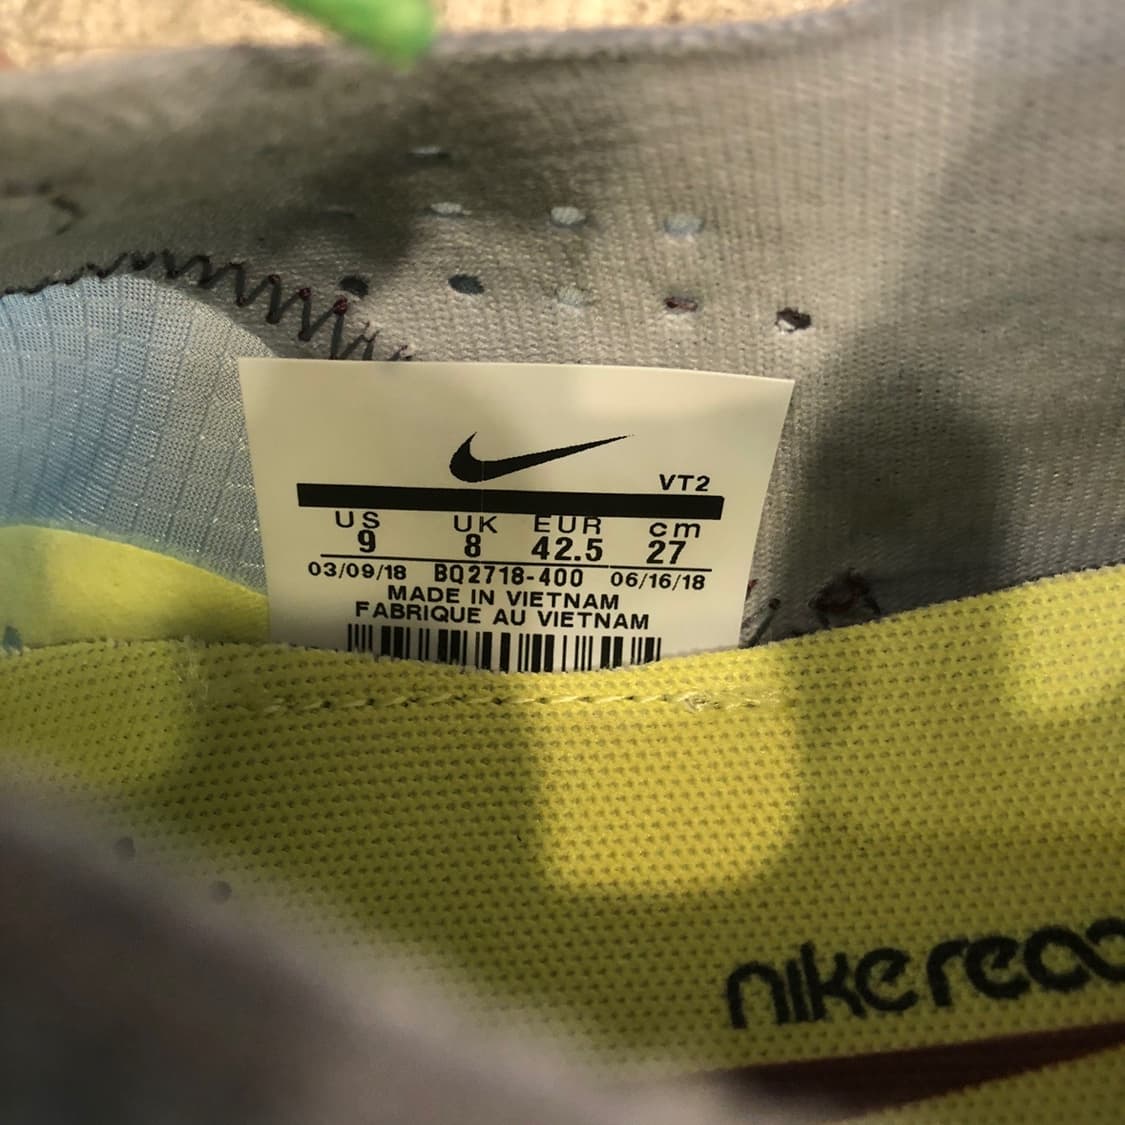 VT2
US UK EUR cm
9 8 42.5 27
03/09/18 BQ2718-400 06/16/18
MADE IN VIETNAM
FABRIQUE AU VIETNAM
nike reac